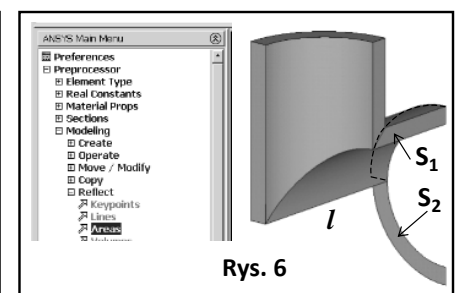 ANSYS Main Menu
Preferences
Preprocessor
Element Type
Real Constants
Material Props
Sections
Modeling
Create
Operate
Move / Modify
Copy
Reflect
Keypoints
Lines
Areas
Volumes
S1
S2
l
Rys. 6